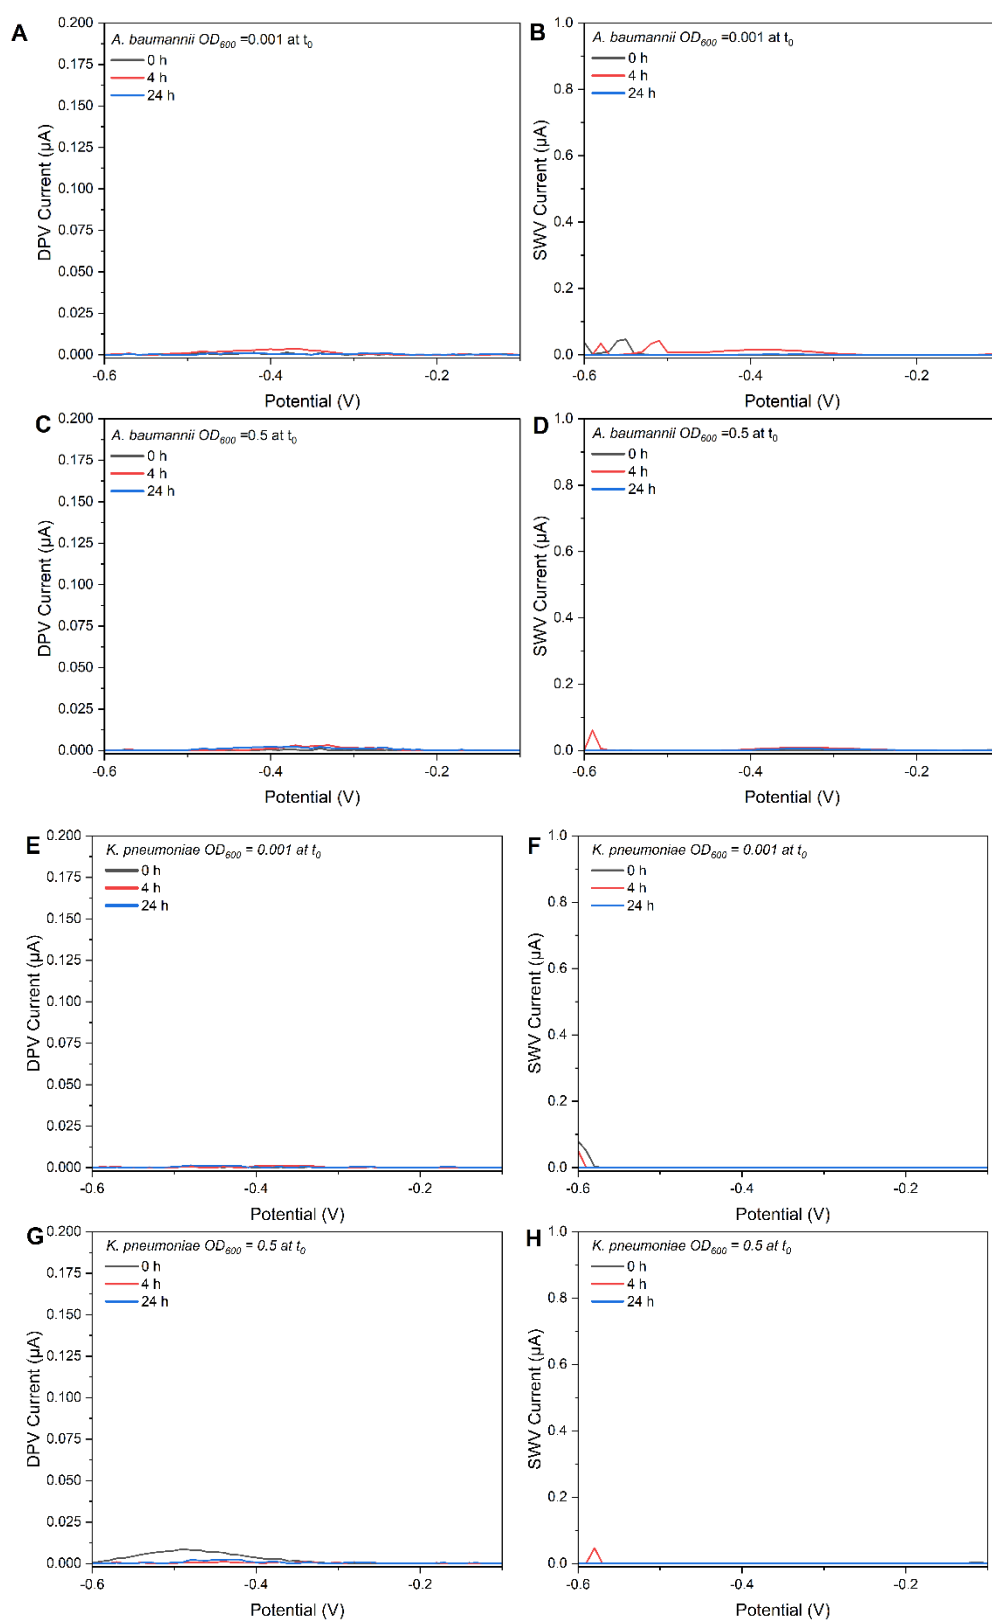 A
A. baumannii OD600 =0.001 at t0
0 h
4 h
24 h
0.200
0.175
0.150
0.125
0.100
0.075
0.050
0.025
0.000
DPV Current (µA)
-0.6
-0.4
-0.2
Potential (V)
B
A. baumannii OD600 =0.001 at t0
0 h
4 h
24 h
1.0
0.8
0.6
0.4
0.2
0.0
SWV Current (µA)
-0.6
-0.4
-0.2
Potential (V)
C
A. baumannii OD600 =0.5 at t0
0 h
4 h
24 h
0.200
0.175
0.150
0.125
0.100
0.075
0.050
0.025
0.000
DPV Current (µA)
-0.6
-0.4
-0.2
Potential (V)
D
A. baumannii OD600 =0.5 at t0
0 h
4 h
24 h
1.0
0.8
0.6
0.4
0.2
0.0
SWV Current (µA)
-0.6
-0.4
-0.2
Potential (V)
E
K. pneumoniae OD600 = 0.001 at t0
0 h
4 h
24 h
0.200
0.175
0.150
0.125
0.100
0.075
0.050
0.025
0.000
DPV Current (µA)
-0.6
-0.4
-0.2
Potential (V)
F
K. pneumoniae OD600 = 0.001 at t0
0 h
4 h
24 h
1.0
0.8
0.6
0.4
0.2
0.0
SWV Current (µA)
-0.6
-0.4
-0.2
Potential (V)
G
K. pneumoniae OD600 = 0.5 at t0
0 h
4 h
24 h
0.200
0.175
0.150
0.125
0.100
0.075
0.050
0.025
0.000
DPV Current (µA)
-0.6
-0.4
-0.2
Potential (V)
H
K. pneumoniae OD600 = 0.5 at t0
0 h
4 h
24 h
1.0
0.8
0.6
0.4
0.2
0.0
SWV Current (µA)
-0.6
-0.4
-0.2
Potential (V)